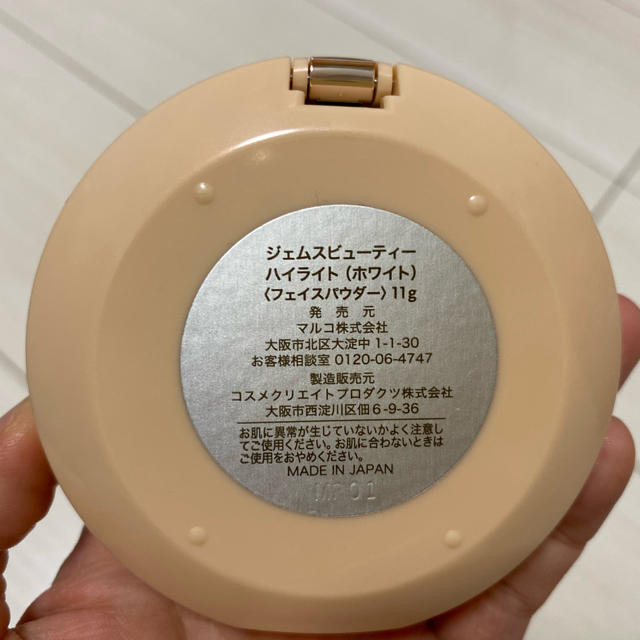 ジェムスビューティー
ハイライト（ホワイト）
〈フェイスパウダー〉11g
発売元
マルコ株式会社
大阪市北区大淀中 1-1-30
お客様相談室 0120-06-4747
製造販売元
コスメクリエイトプロダクツ株式会社
大阪市西淀川区佃 6-9-36
お肌に異常が生じていないかよく注意し
てご使用ください。お肌に合わないときは
ご使用をおやめください。
MADE IN JAPAN
MF01